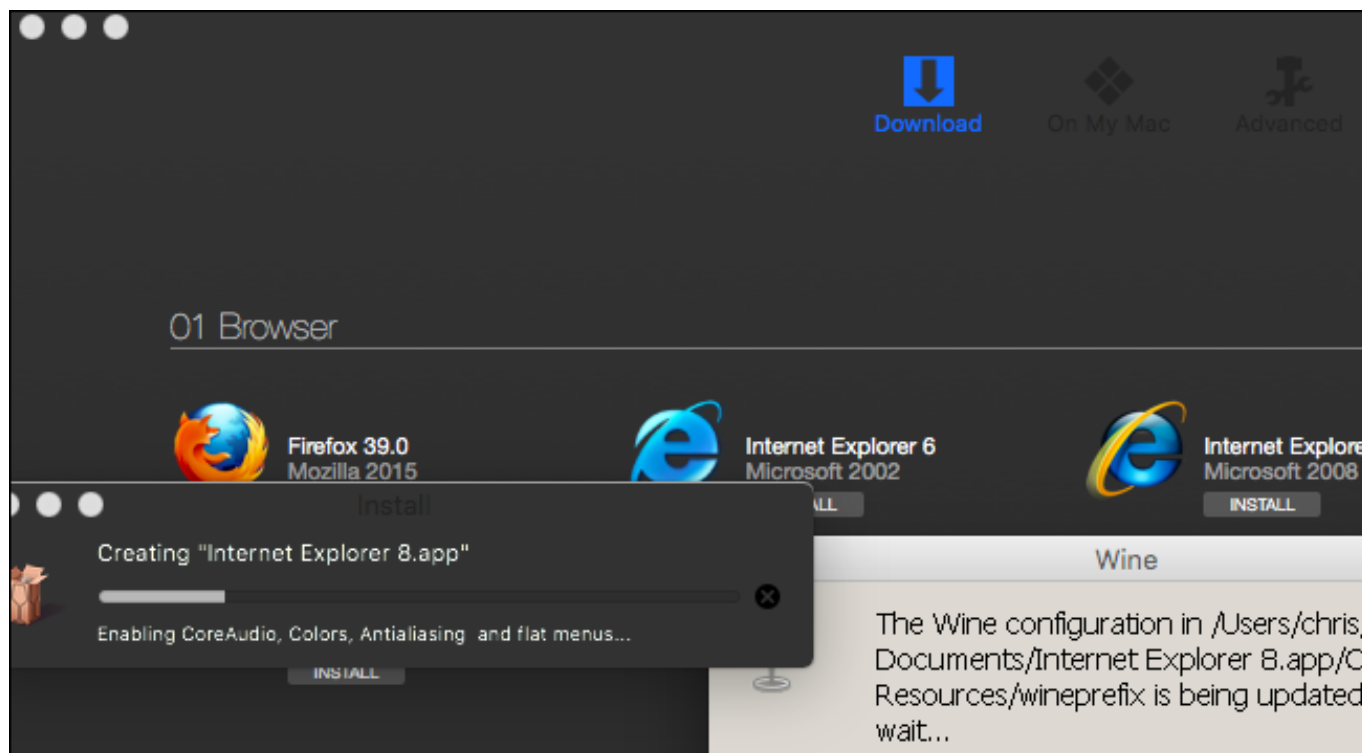 Download
On My Mac
Advanced
01 Browser
Firefox 39.0
Mozilla 2015
Internet Explorer 6
Microsoft 2002
Internet Explore
Microsoft 2008
INSTALL
Install
Creating "Internet Explorer 8.app"
Enabling CoreAudio, Colors, Antialiasing and flat menus...
INSTALL
Wine
The Wine configuration in /Users/chris/
Documents/Internet Explorer 8.app/C
Resources/wineprefix is being updated
wait...